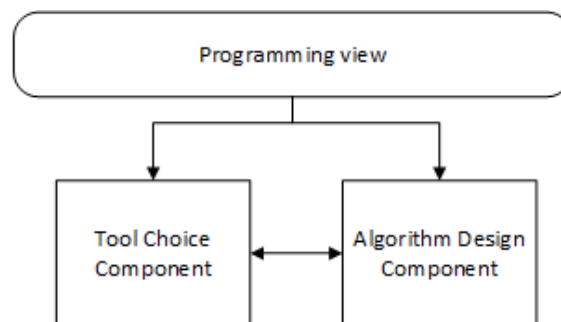 Programming view
Tool Choice
Component
Algorithm Design
Component